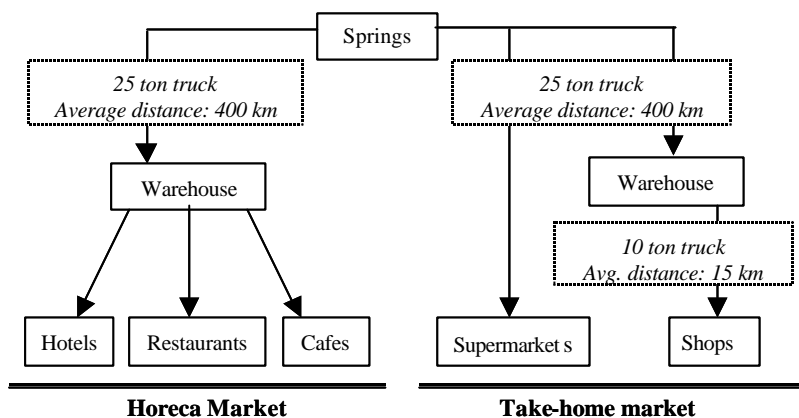 Springs
25 ton truck
Average distance: 400 km
25 ton truck
Average distance: 400 km
Warehouse
Warehouse
10 ton truck
Avg. distance: 15 km
Hotels
Restaurants
Cafes
Supermarket s
Shops
Horeca Market
Take-home market